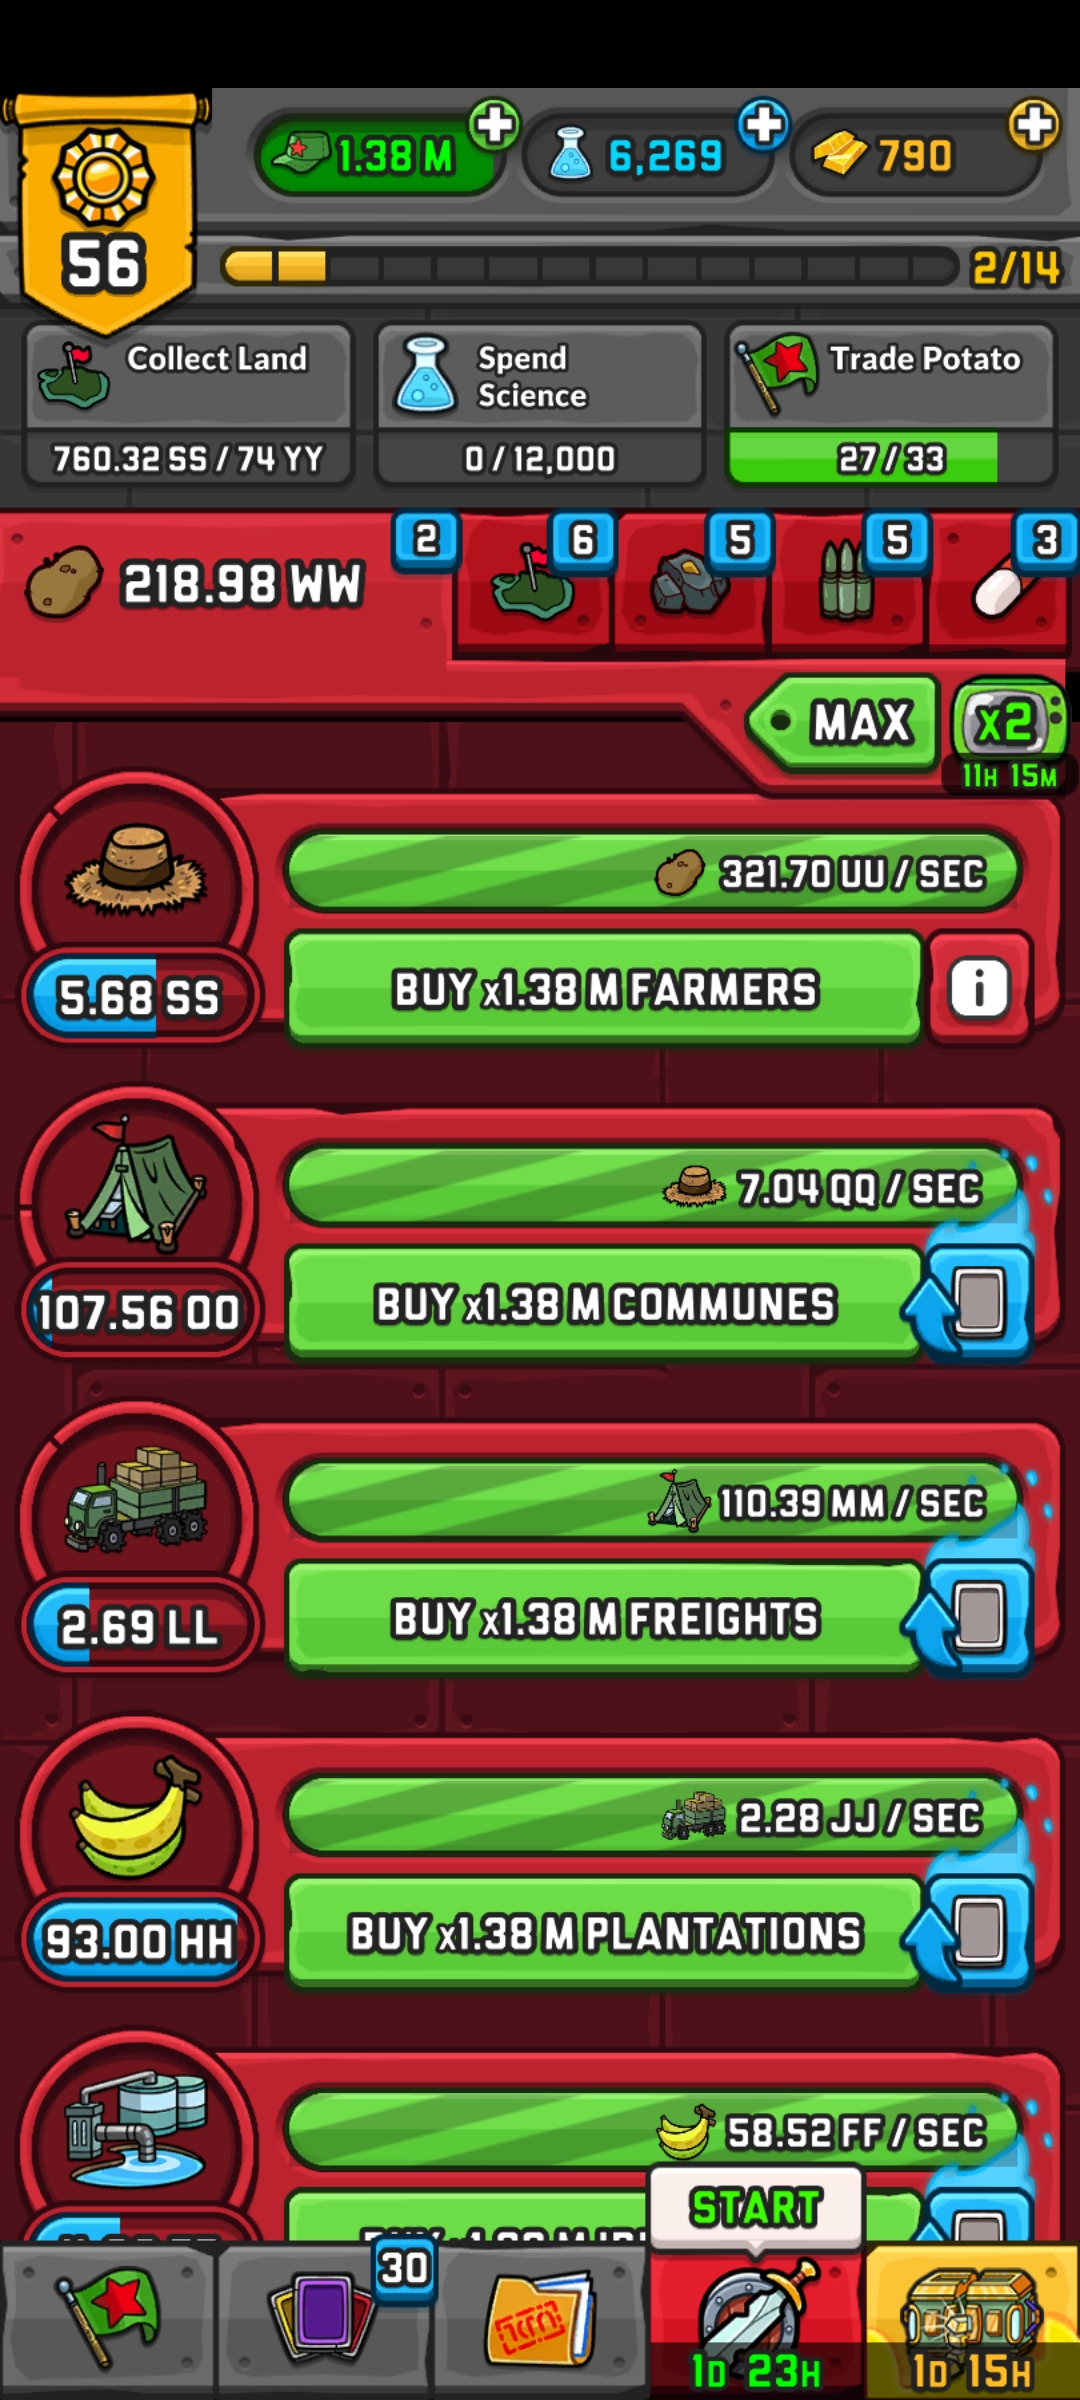 1.38 M
6,269
790
56
2/14
Collect Land
760.32 SS / 74 YY
Spend
Science
0 / 12,000
Trade Potato
27 / 33
218.98 WW
2
6
5
5
3
MAX
x2
11H 15M
321.70 UU / SEC
5.68 SS
BUY x1.38 M FARMERS
i
7.04 QQ / SEC
107.56 OO
BUY x1.38 M COMMUNES
110.39 MM / SEC
2.69 LL
BUY x1.38 M FREIGHTS
2.28 JJ / SEC
93.00 HH
BUY x1.38 M PLANTATIONS
58.52 FF / SEC
START
30
1D 23H
1D 15H